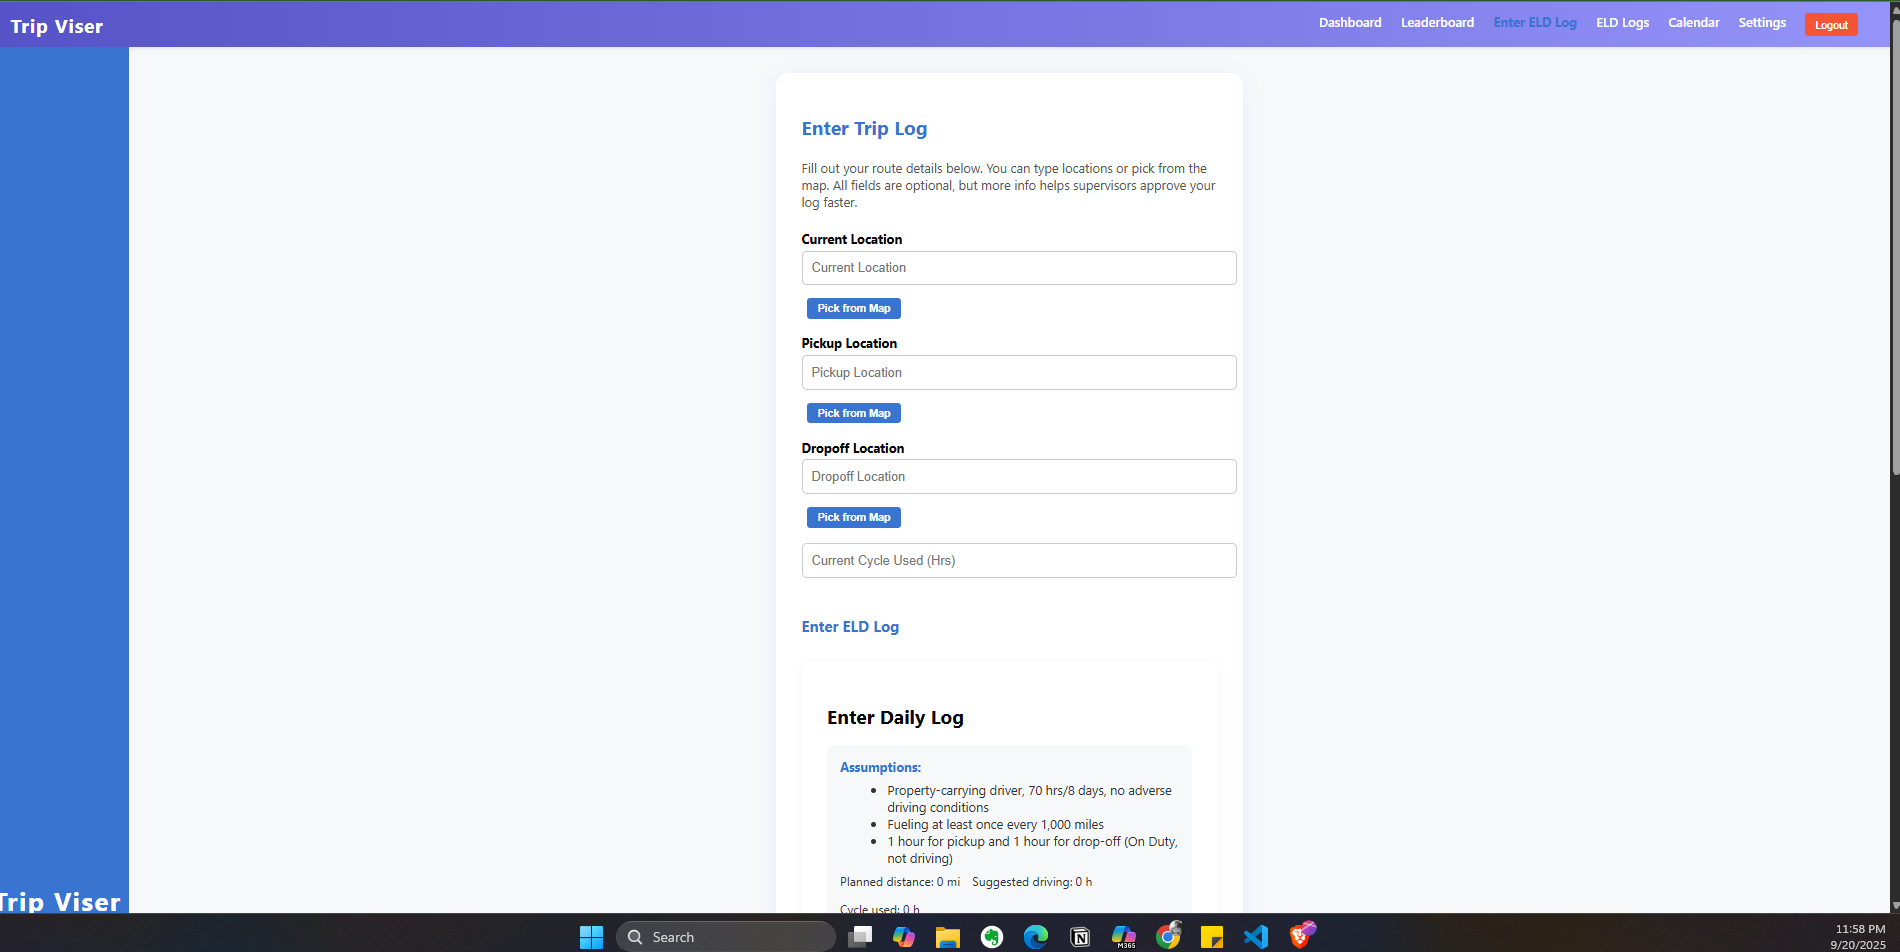 Trip Viser
Dashboard Leaderboard Enter ELD Log ELD Logs Calendar Settings Logout
Enter Trip Log
Fill out your route details below. You can type locations or pick from the
map. All fields are optional, but more info helps supervisors approve your
log faster.
Current Location
Current Location
Pick from Map
Pickup Location
Pickup Location
Pick from Map
Dropoff Location
Dropoff Location
Pick from Map
Current Cycle Used (Hrs)
Enter ELD Log
Enter Daily Log
Assumptions:
Property-carrying driver, 70 hrs/8 days, no adverse
driving conditions
Fueling at least once every 1,000 miles
1 hour for pickup and 1 hour for drop-off (On Duty,
not driving)
Planned distance: 0 mi Suggested driving: 0 h
Cycle used: 0 h
Trip Viser
Search
M365
11:58 PM
9/20/2025